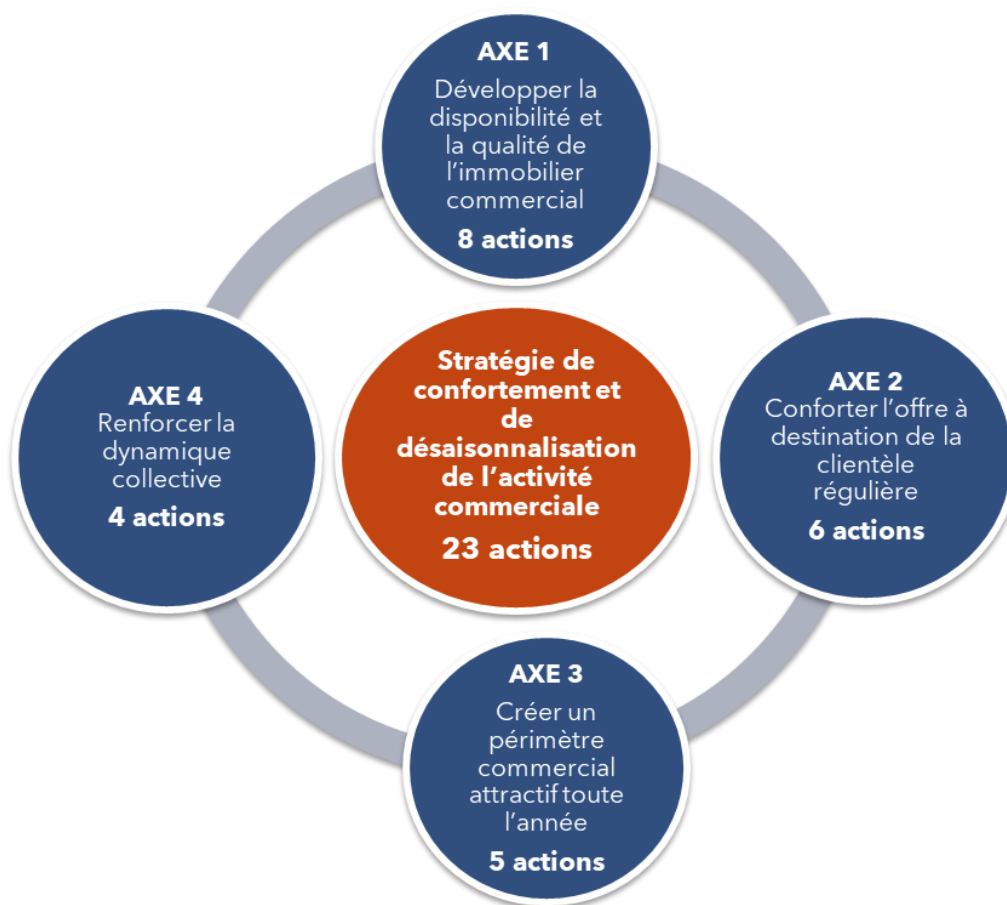 AXE 1
Développer la
disponibilité et
la qualité de
l’immobilier
commercial
8 actions
AXE 2
Conforter l’offre à
destination de la
clientèle
régulière
6 actions
AXE 3
Créer un
périmètre
commercial
attractif toute
l’année
5 actions
AXE 4
Renforcer la
dynamique
collective
4 actions
Stratégie de
confortement et
de
désaisonnalisation
de l’activité
commerciale
23 actions